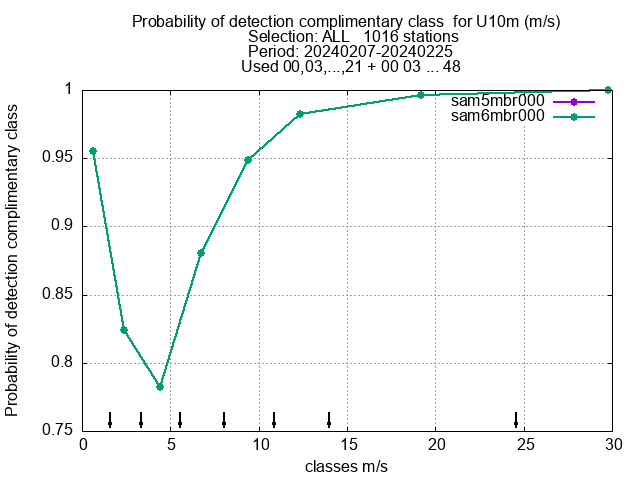 Probability of detection complimentary class  for U10m (m/s)
Selection: ALL   1016 stations
Period: 20240207-20240225
Used 00,03,...,21 + 00 03 ... 48
sam5mbr000
sam6mbr000
Probability of detection complimentary class
1
0.95
0.9
0.85
0.8
0.75
0 5 10 15 20 25 30
classes m/s